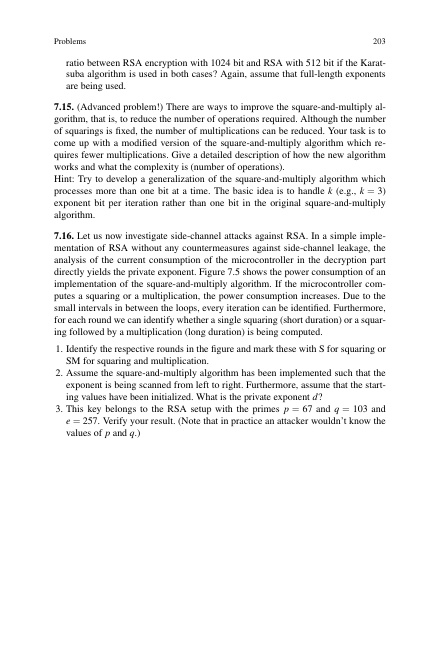 Problems 203
ratio between RSA encryption with 1024 bit and RSA with 512 bit if the Karat-
suba algorithm is used in both cases? Again, assume that full-length exponents
are being used.
7.15. (Advanced problem!) There are ways to improve the square-and-multiply al-
gorithm, that is, to reduce the number of operations required. Although the number
of squarings is fixed, the number of multiplications can be reduced. Your task is to
come up with a modified version of the square-and-multiply algorithm which re-
quires fewer multiplications. Give a detailed description of how the new algorithm
works and what the complexity is (number of operations).
Hint: Try to develop a generalization of the square-and-multiply algorithm which
processes more than one bit at a time. The basic idea is to handle k (e.g., k = 3)
exponent bit per iteration rather than one bit in the original square-and-multiply
algorithm.
7.16. Let us now investigate side-channel attacks against RSA. In a simple imple-
mentation of RSA without any countermeasures against side-channel leakage, the
analysis of the current consumption of the microcontroller in the decryption part
directly yields the private exponent. Figure 7.5 shows the power consumption of an
implementation of the square-and-multiply algorithm. If the microcontroller com-
putes a squaring or a multiplication, the power consumption increases. Due to the
small intervals in between the loops, every iteration can be identified. Furthermore,
for each round we can identify whether a single squaring (short duration) or a squar-
ing followed by a multiplication (long duration) is being computed.
1. Identify the respective rounds in the figure and mark these with S for squaring or
SM for squaring and multiplication.
2. Assume the square-and-multiply algorithm has been implemented such that the
exponent is being scanned from left to right. Furthermore, assume that the start-
ing values have been initialized. What is the private exponent d?
3. This key belongs to the RSA setup with the primes p = 67 and q = 103 and
e = 257. Verify your result. (Note that in practice an attacker wouldn't know the
values of p and q.)